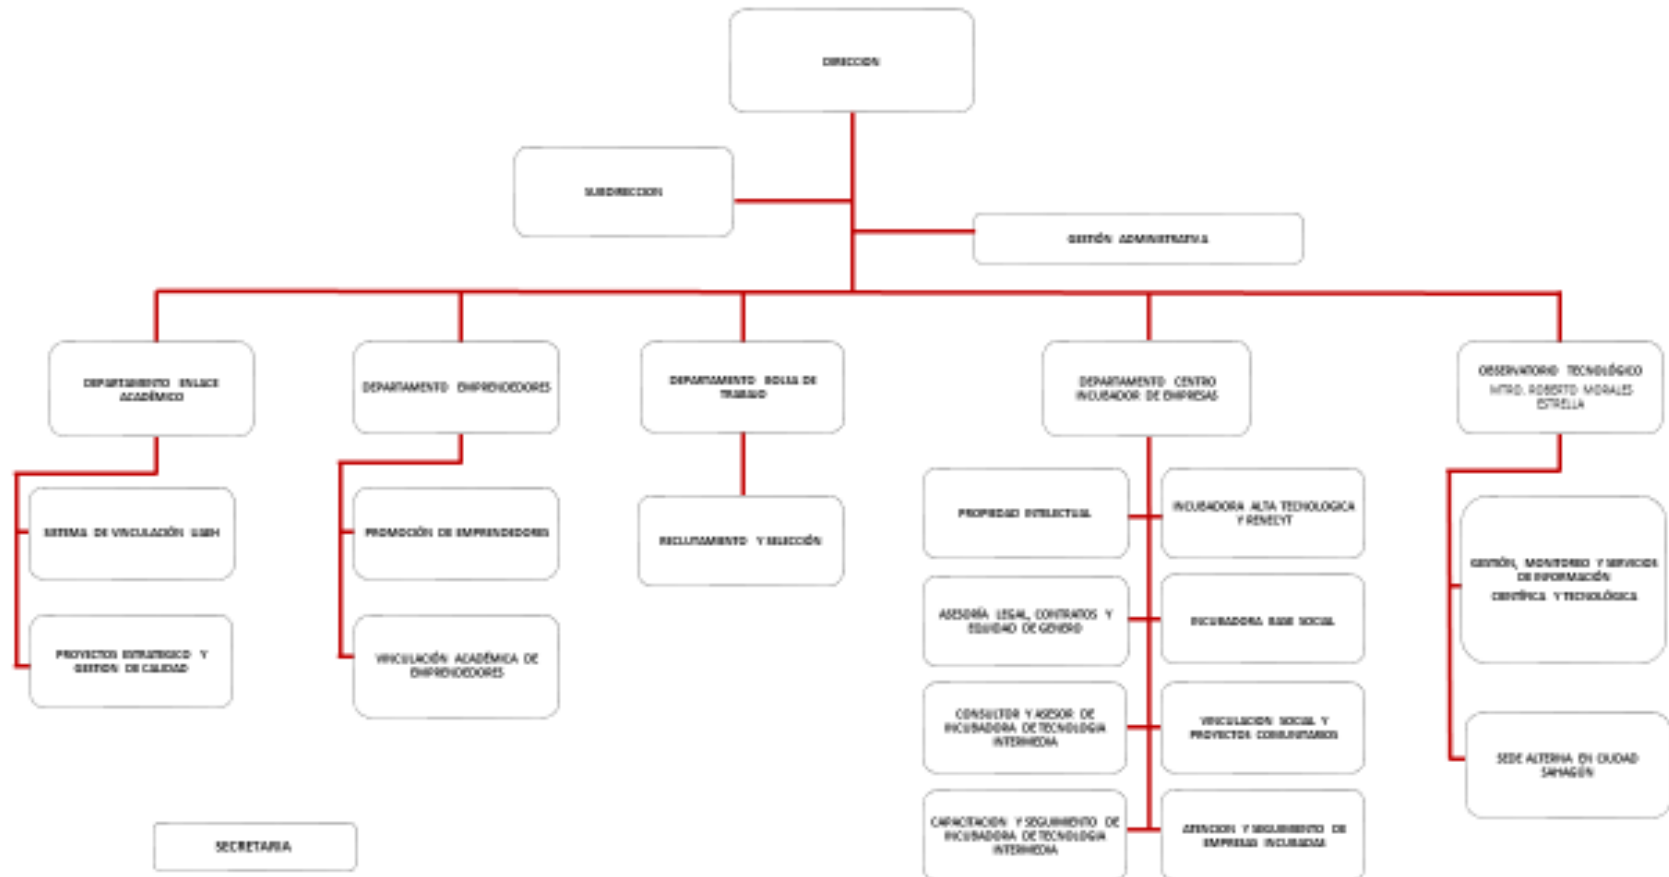 DIRECCION
SUBDIRECCION
GESTIÓN ADMINISTRATIVA
DEPARTAMENTO ENLACE
ACADÉMICO
DEPARTAMENTO EMPRENDEDORES
DEPARTAMENTO BOLSA DE
TRABAJO
DEPARTAMENTO CENTRO
INCUBADOR DE EMPRESAS
OBSERVATORIO TECNOLÓGICO
MTRO. ROBERTO MORALES
ESTRELLA
SISTEMA DE VINCULACIÓN UAEH
PROYECTOS ESTRATEGICO Y
GESTION DE CALIDAD
PROMOCIÓN DE EMPRENDEDORES
VINCULACIÓN ACADÉMICA DE
EMPRENDEDORES
RECLUTAMIENTO Y SELECCIÓN
PROPIEDAD INTELECTUAL
INCUBADORA ALTA TECNOLOGICA
Y RENECYT
ASESORÍA LEGAL, CONTRATOS Y
EQUIDAD DE GENERO
INCUBADORA BASE SOCIAL
CONSULTOR Y ASESOR DE
INCUBADORA DE TECNOLOGIA
INTERMEDIA
VINCULACION SOCIAL Y
PROYECTOS COMUNITARIOS
CAPACITACION Y SEGUIMIENTO DE
INCUBADORA DE TECNOLOGIA
INTERMEDIA
ATENCION Y SEGUIMIENTO DE
EMPRESAS INCUBADAS
GESTIÓN, MONITOREO Y SERVICIOS
DE INFORMACIÓN
CIENTÍFICA Y TECNOLÓGICA
SEDE ALTERNA EN CIUDAD
SAHAGÚN
SECRETARIA